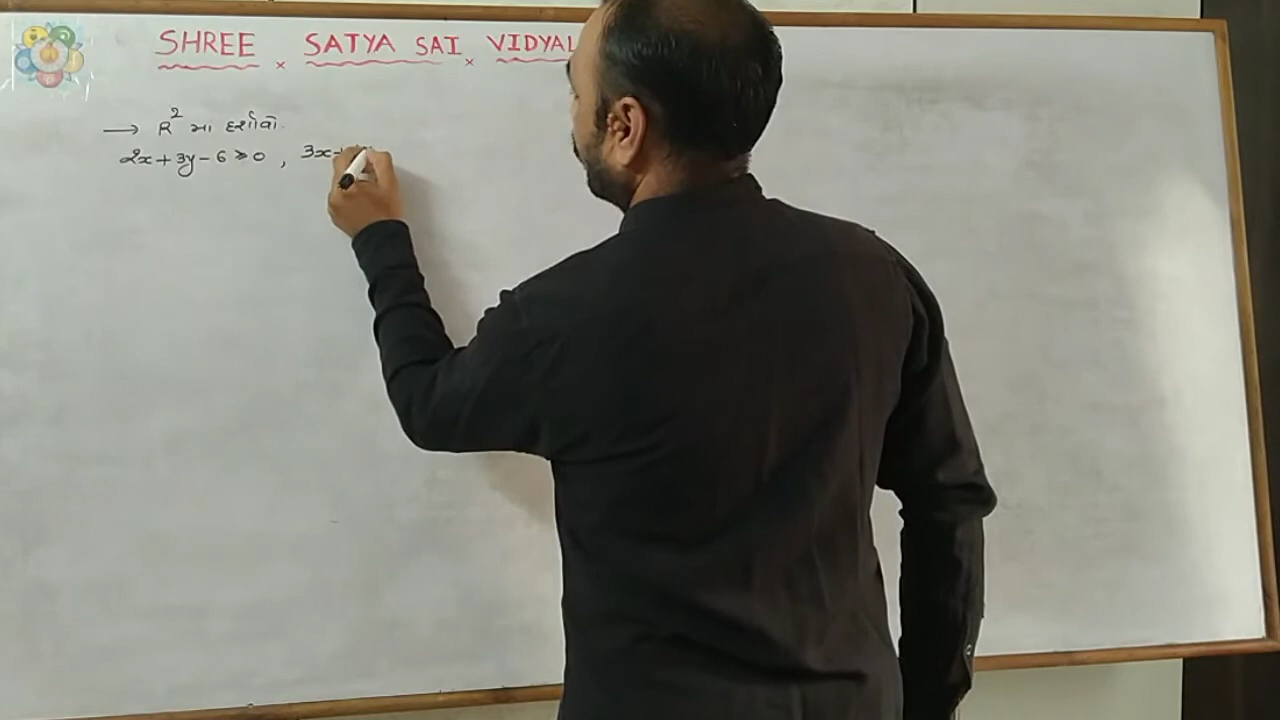 SHREE × SATYA SAI × VIDYAL
→ R² માં દર્શાવો.
2x+3y-6≥0 , 3x+